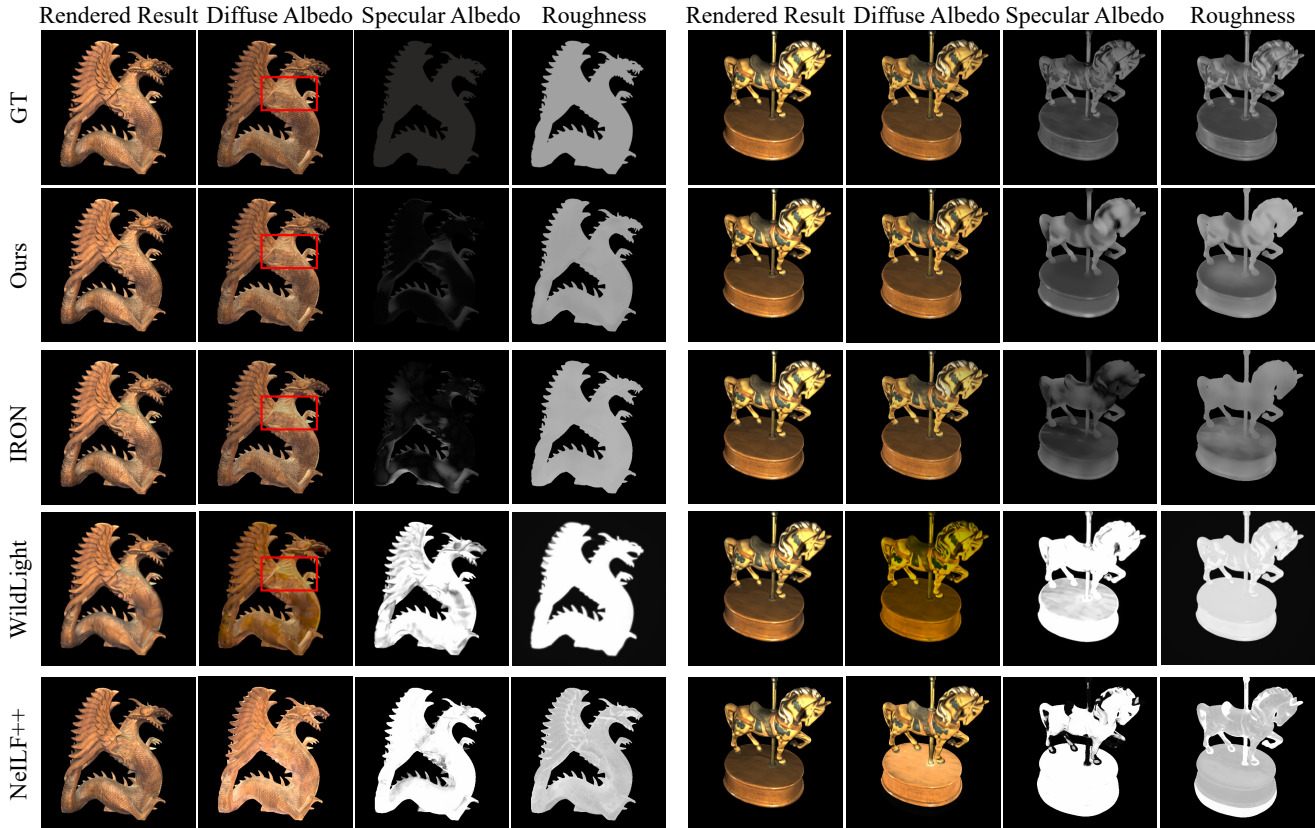 Rendered Result Diffuse Albedo Specular Albedo Roughness Rendered Result Diffuse Albedo Specular Albedo Roughness
GT
Ours
IRON
WildLight
NeILF++